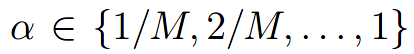 α ∈ {1/M, 2/M, . . . , 1}